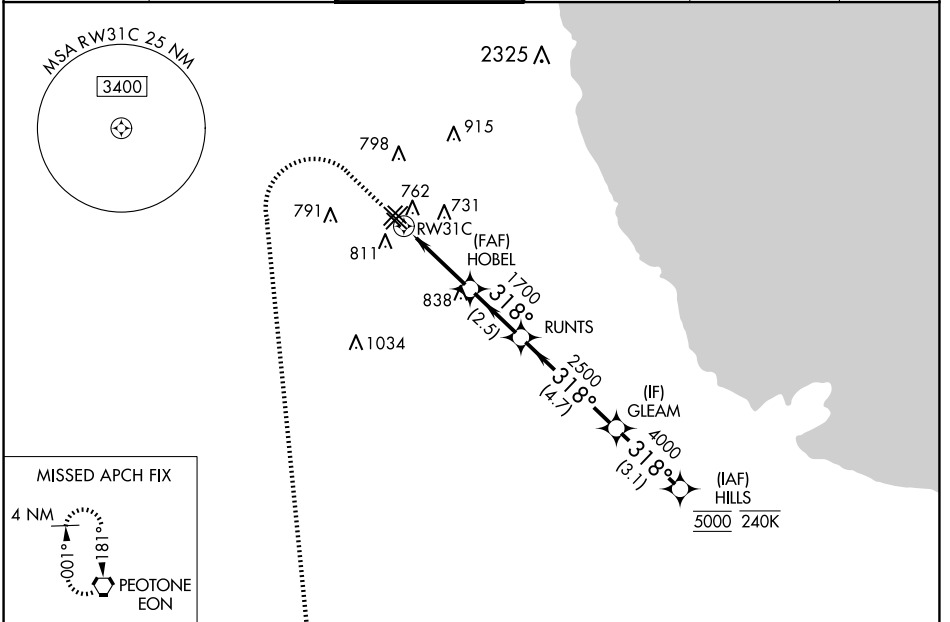 MSA RW31C 25 NM
3400
2325
915
798
762
731
791
RW31C
811
(FAF)
HOBEL
838
1700
318°
(2.5)
RUNTS
1034
2500
318°
(4.7)
(IF)
GLEAM
4000
318°
(3.1)
(IAF)
HILLS
5000 240K
MISSED APCH FIX
4 NM
001°
181°
PEOTONE
EON